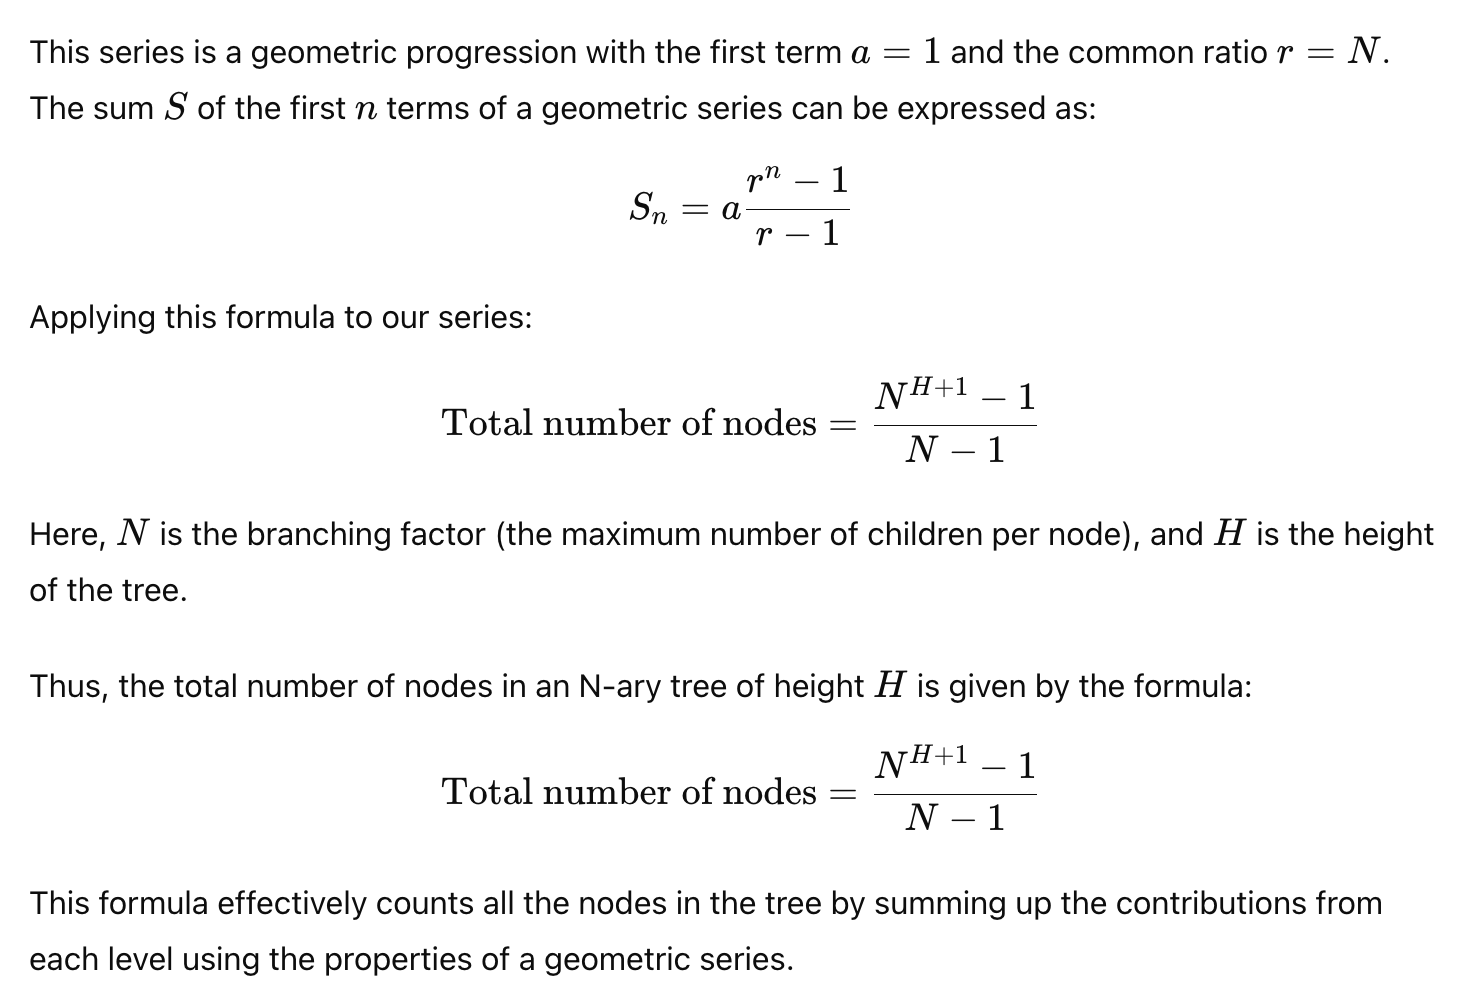 This series is a geometric progression with the first term a = 1 and the common ratio r = N.
The sum S of the first n terms of a geometric series can be expressed as:
S_n = a \frac{r^n - 1}{r - 1}
Applying this formula to our series:
Total number of nodes = \frac{N^{H+1} - 1}{N - 1}
Here, N is the branching factor (the maximum number of children per node), and H is the height
of the tree.
Thus, the total number of nodes in an N-ary tree of height H is given by the formula:
Total number of nodes = \frac{N^{H+1} - 1}{N - 1}
This formula effectively counts all the nodes in the tree by summing up the contributions from
each level using the properties of a geometric series.